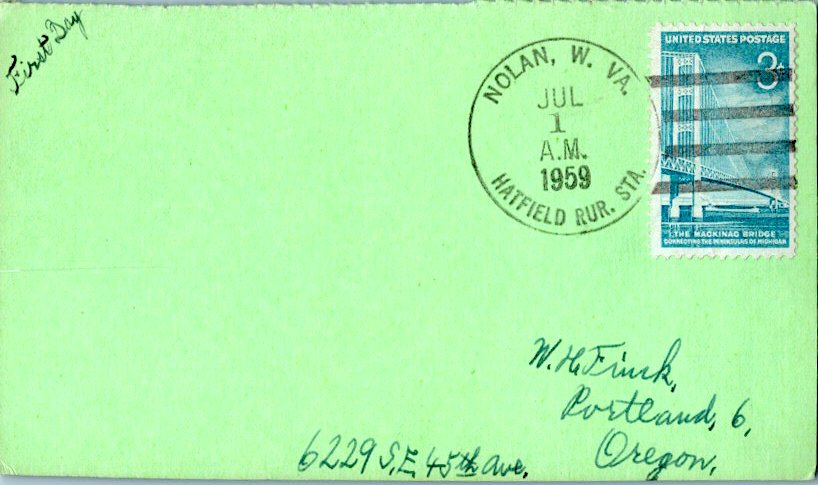 First Day
NOLAN, W. VA.
JUL
1
A.M.
1959
HATFIELD RUR. STA.
UNITED STATES POSTAGE
3¢
THE MACKINAC BRIDGE
CONNECTING THE PENINSULAS OF MICHIGAN
W. H. Finck,
Portland, 6,
Oregon,
6229 S.E. 45th Ave.